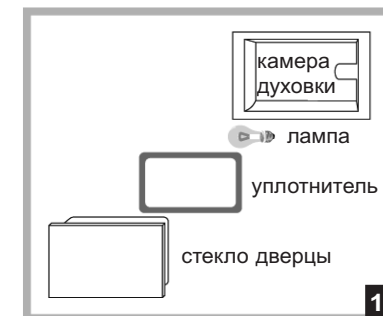 камера
духовки
лампа
уплотнитель
стекло дверцы
1